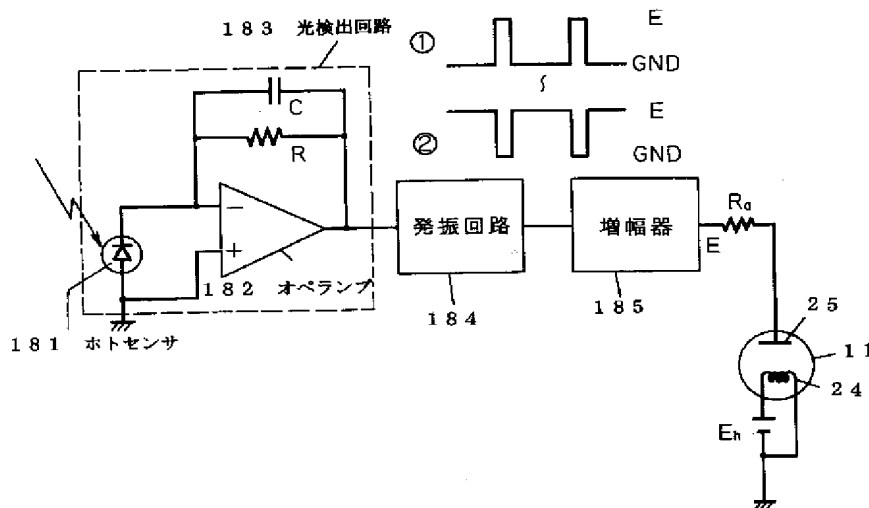 183 光検出回路
① E
GND
C
② E
GND
R
発振回路
増幅器
Ra
E
182 オペランプ
184
185
181 ホトセンサ
25
11
24
Eh